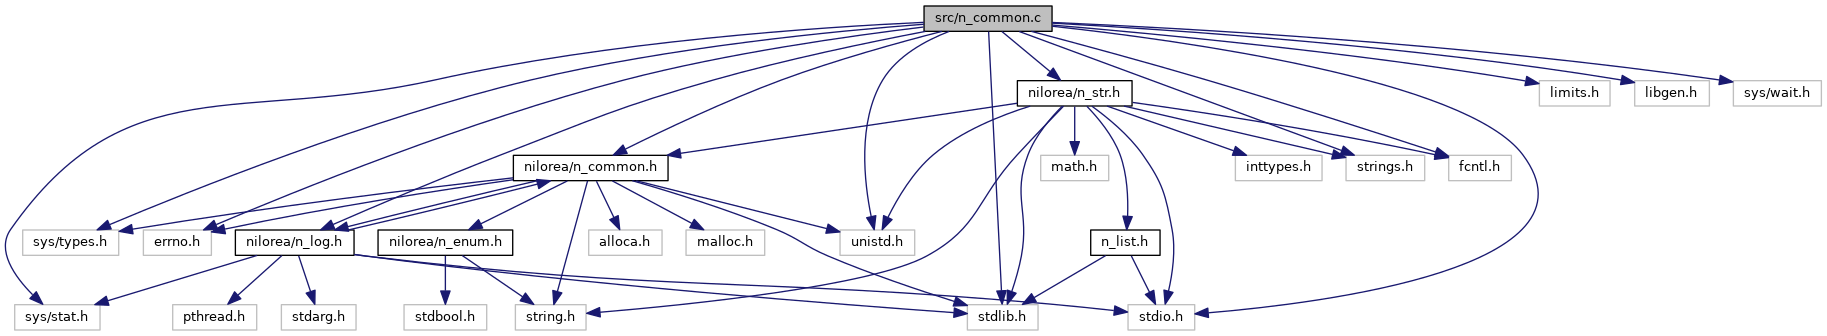 src/n_common.c
nilorea/n_str.h
limits.h
libgen.h
sys/wait.h
nilorea/n_common.h
math.h
inttypes.h
strings.h
fcntl.h
sys/types.h
errno.h
nilorea/n_log.h
nilorea/n_enum.h
alloca.h
malloc.h
unistd.h
n_list.h
sys/stat.h
pthread.h
stdarg.h
stdbool.h
string.h
stdlib.h
stdio.h